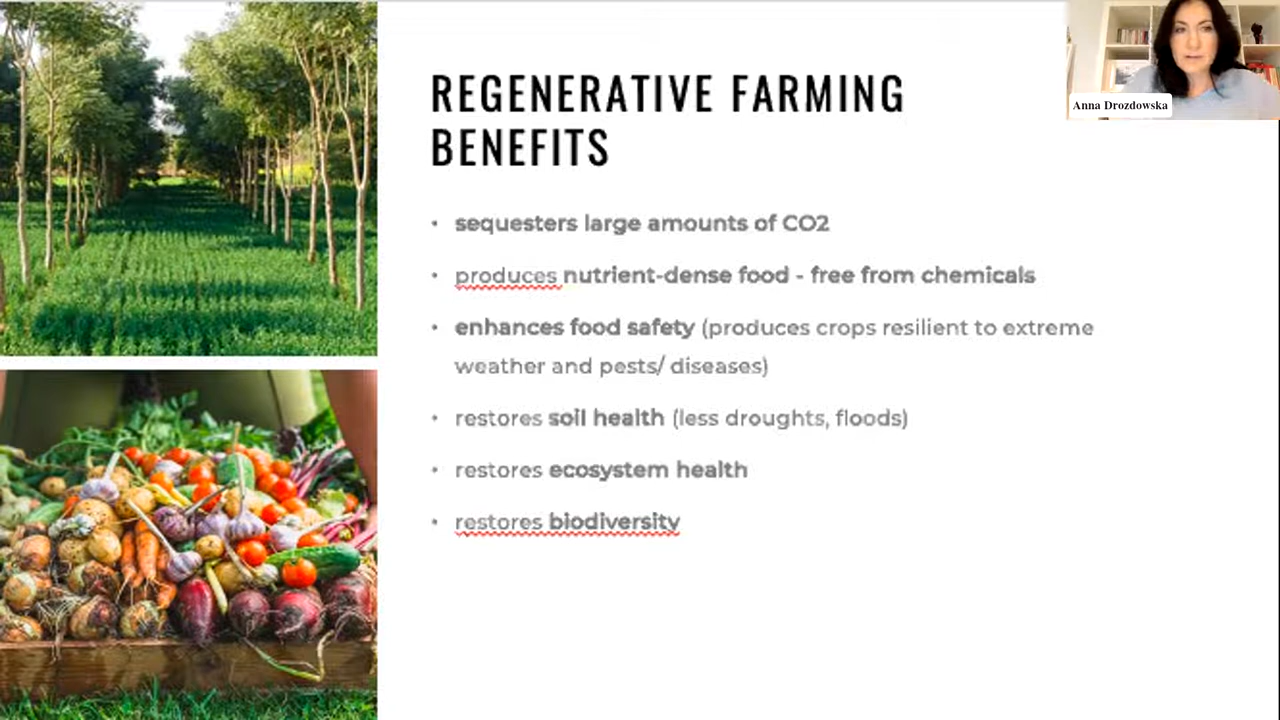 REGENERATIVE FARMING
BENEFITS
Anna Drozdowska
• sequesters large amounts of CO2
• produces nutrient-dense food - free from chemicals
• enhances food safety (produces crops resilient to extreme
weather and pests/ diseases)
• restores soil health (less droughts, floods)
• restores ecosystem health
• restores biodiversity